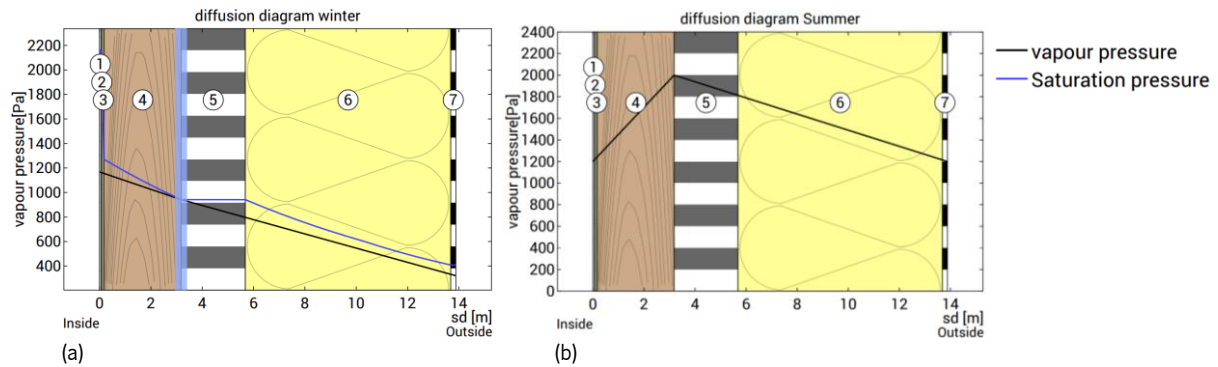 diffusion diagram winter
vapour pressure[Pa]
2200
2000
1800
1600
1400
1200
1000
800
600
400
1
2
3
4
5
6
7
0 2 4 6 8 10 12 14
sd [m]
Inside
Outside
(a)
diffusion diagram Summer
vapour pressure[Pa]
2400
2200
2000
1800
1600
1400
1200
1000
800
600
400
200
0
1
2
3
4
5
6
7
0 2 4 6 8 10 12 14
sd [m]
Inside
Outside
(b)
vapour pressure
Saturation pressure